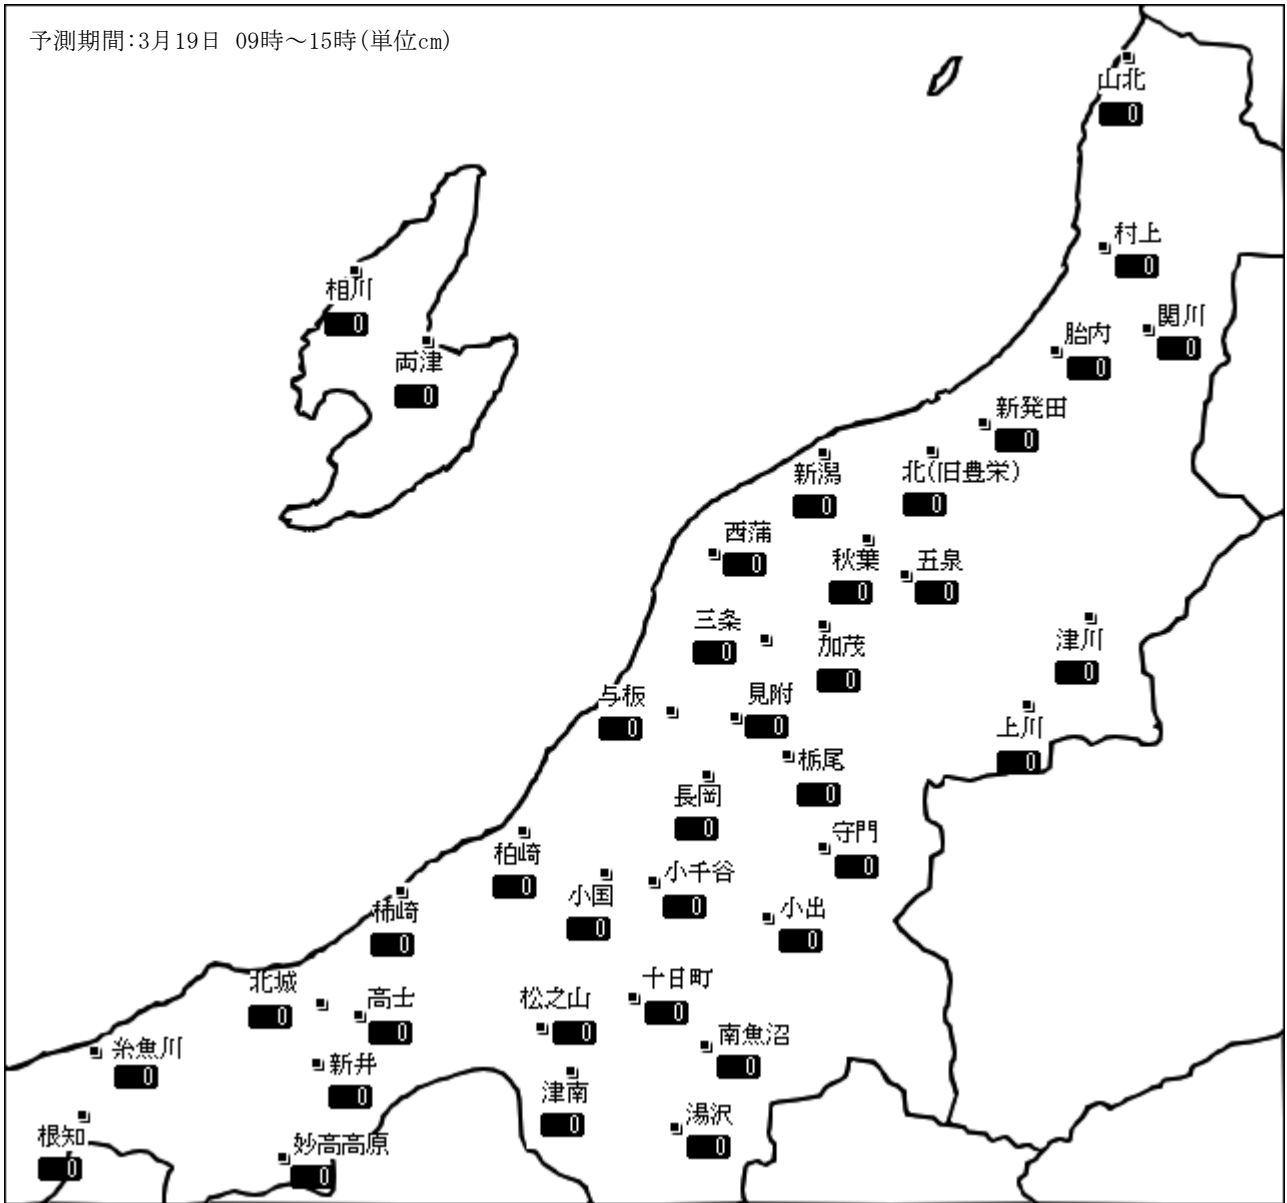 予測期間:3月19日 09時～15時(単位cm)
山北
0
村上
0
相川
0
関川
0
胎内
0
両津
0
新発田
0
新潟
0
北(旧豊栄)
0
西蒲
0
秋葉
0
五泉
0
三条
0
加茂
0
津川
0
与板
0
見附
0
上川
0
栃尾
0
長岡
0
守門
0
柏崎
0
小千谷
0
小国
0
小出
0
柿崎
0
北城
0
高士
0
松之山
0
十日町
0
南魚沼
0
糸魚川
0
新井
0
津南
0
湯沢
0
根知
0
妙高高原
0